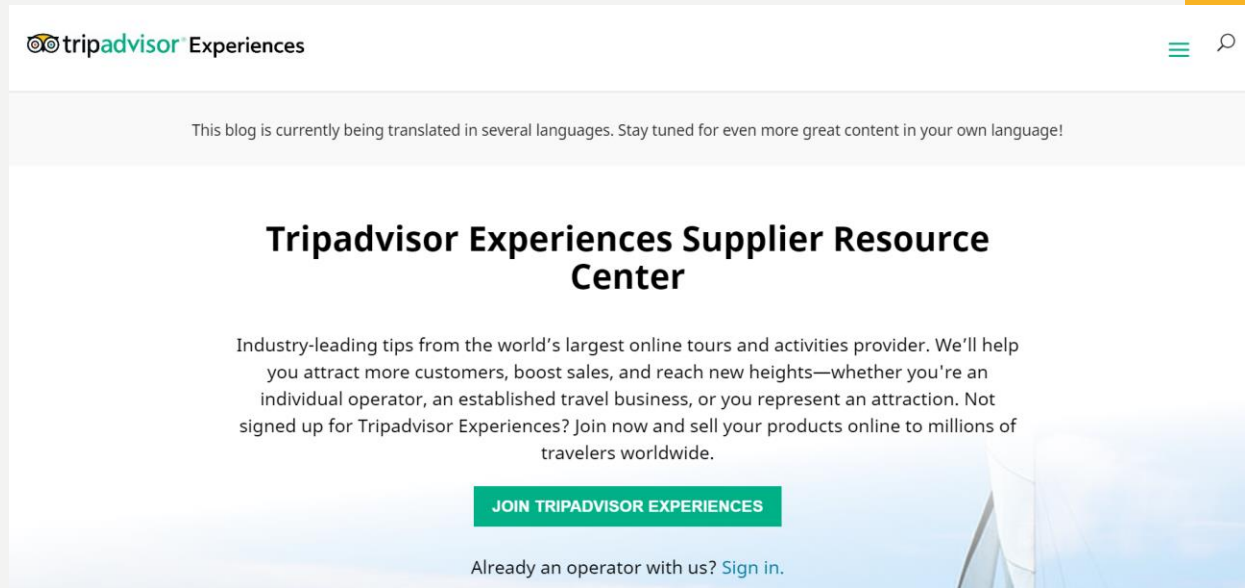 tripadvisor® Experiences
This blog is currently being translated in several languages. Stay tuned for even more great content in your own language!
Tripadvisor Experiences Supplier Resource
Center
Industry-leading tips from the world's largest online tours and activities provider. We'll help
you attract more customers, boost sales, and reach new heights—whether you're an
individual operator, an established travel business, or you represent an attraction. Not
signed up for Tripadvisor Experiences? Join now and sell your products online to millions of
travelers worldwide.
JOIN TRIPADVISOR EXPERIENCES
Already an operator with us? Sign in.